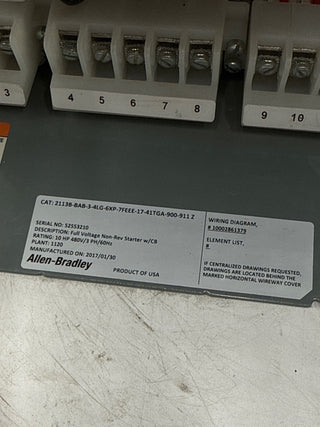 3
4 5 6 7 8
9 10
CAT: 2113B-BAB-3-4LG-6XP-7FEEE-17-41TGA-900-911 Z
SERIAL NO: 52553210
DESCRIPTION: Full Voltage Non-Rev Starter w/CB
RATING: 10 HP 480V/3 PH/60Hz
PLANT: 1120
MANUFACTURED ON: 2017/01/30
Allen-Bradley
PRODUCT OF USA
WIRING DIAGRAM,
# 10002861379
ELEMENT LIST,
#
IF CENTRALIZED DRAWINGS REQUESTED,
DRAWINGS ARE LOCATED BEHIND THE
MARKED HORIZONTAL WIREWAY COVER